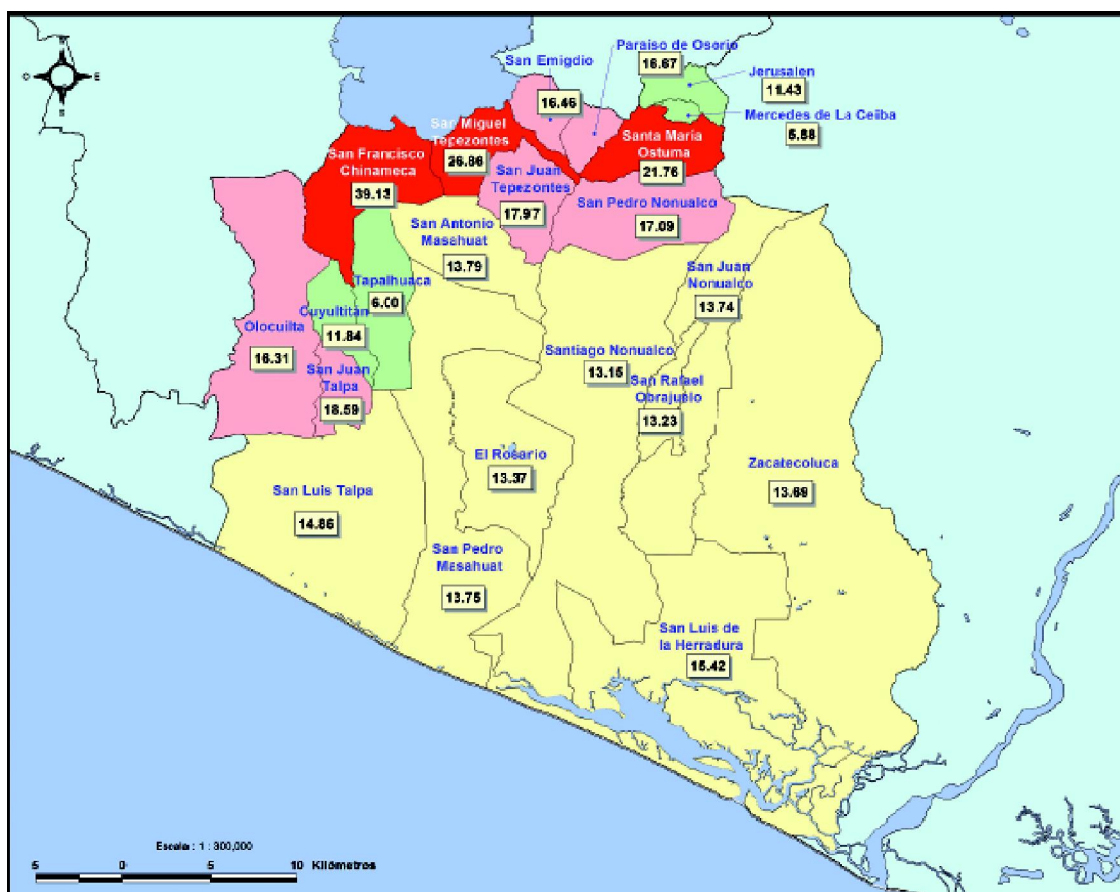 Paraiso de Osorio
16.67
San Emigdio
16.46
Jerusalen
11.43
Mercedes de La Ceiba
5.88
San Miguel
Tepezontes
26.86
Santa María
Ostuma
21.76
San Francisco
Chinameca
39.13
San Juan
Tepezontes
17.97
San Pedro Nonualco
17.09
San Antonio
Masahuat
13.79
San Juan
Nonualco
13.74
Tapalhuaca
6.00
Cuyultitán
11.84
Olocuilta
16.31
San Juan
Talpa
18.59
Santiago Nonualco
13.15
San Rafael
Obrajuelo
13.23
El Rosario
13.37
Zacatecoluca
13.69
San Luis Talpa
14.86
San Pedro
Masahuat
13.75
San Luis de
la Herradura
15.42
Escala: 1 : 300,000
5 0 5 10 Kilómetros
N
O E
S